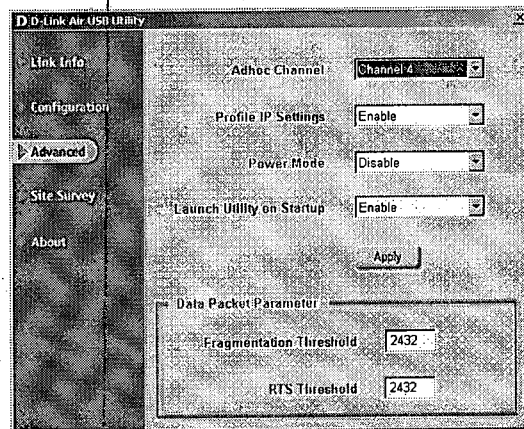 D D-Link Air USB Utility
Link Info
Configuration
Advanced
Site Survey
About
Adhoc Channel Channel 4
Profile IP Settings Enable
Power Mode Disable
Launch Utility on Startup Enable
Apply
Data Packet Parameter
Fragmentation Threshold 2432
RTS Threshold 2432